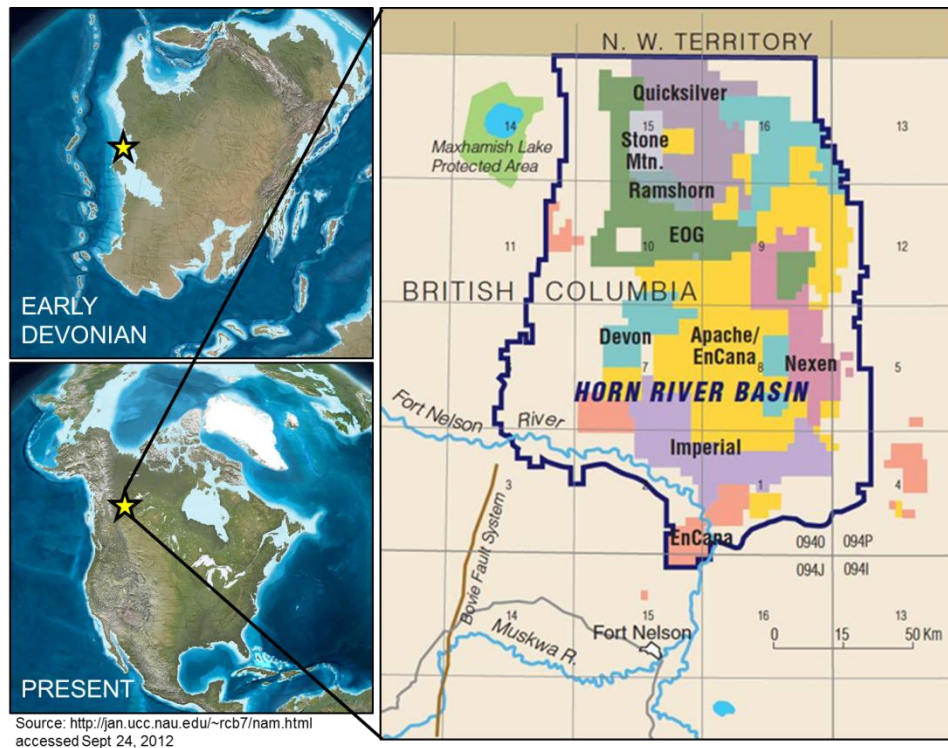 EARLY
DEVONIAN
PRESENT
Source: http://jan.ucc.nau.edu/~rcb7/nam.html
accessed Sept 24, 2012
N. W. TERRITORY
Quicksilver
14
15
16
13
Maxhamish Lake
Protected Area
Stone
Mtn.
Ramshorn
EOG
11
10
9
12
BRITISH COLUMBIA
Devon
Apache/
EnCana
Nexen
7
8
5
HORN RIVER BASIN
Fort Nelson River
Imperial
3
2
1
4
EnCana
094O 094P
094J 094I
Bovie Fault System
14
15
16
13
Fort Nelson
Muskwa R.
0 15 50 Km